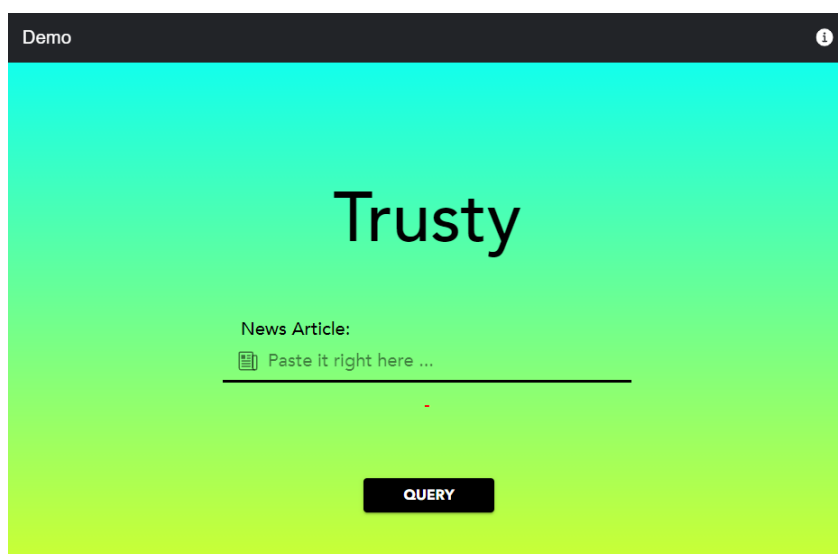 Demo
Trusty
News Article:
Paste it right here ...
-
QUERY